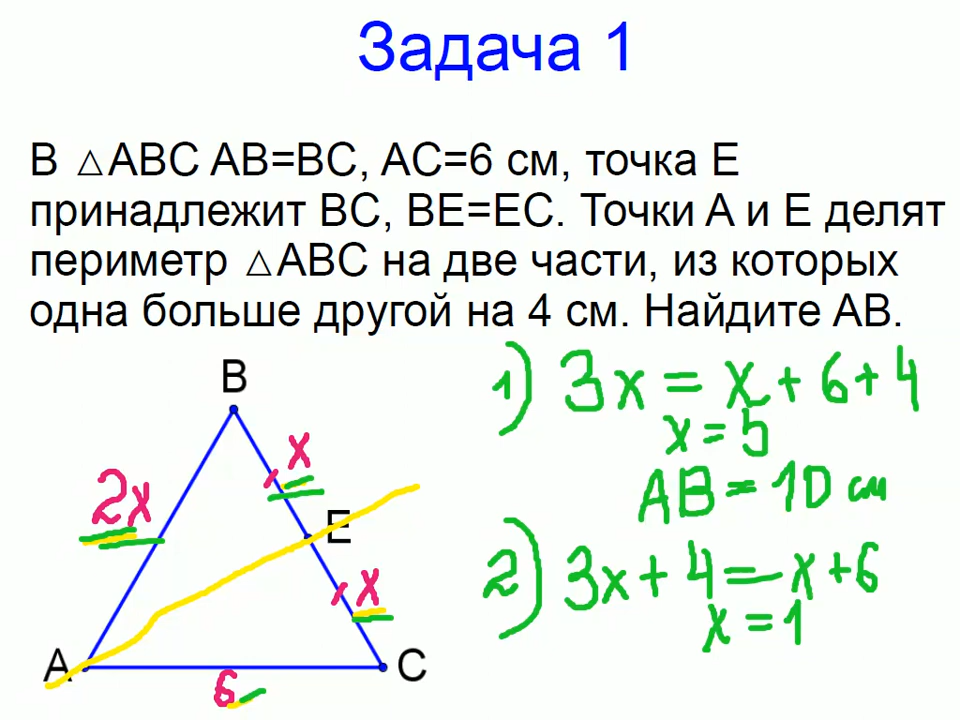 Задача 1
В △ABC AB=BC, AC=6 см, точка E
принадлежит BC, BE=EC. Точки A и E делят
периметр △ABC на две части, из которых
одна больше другой на 4 см. Найдите AB.
B
1) 3x = x + 6 + 4
x = 5
x
2x
AB = 10 см
E
2) 3x + 4 = x + 6
x
x = 1
A
C
6